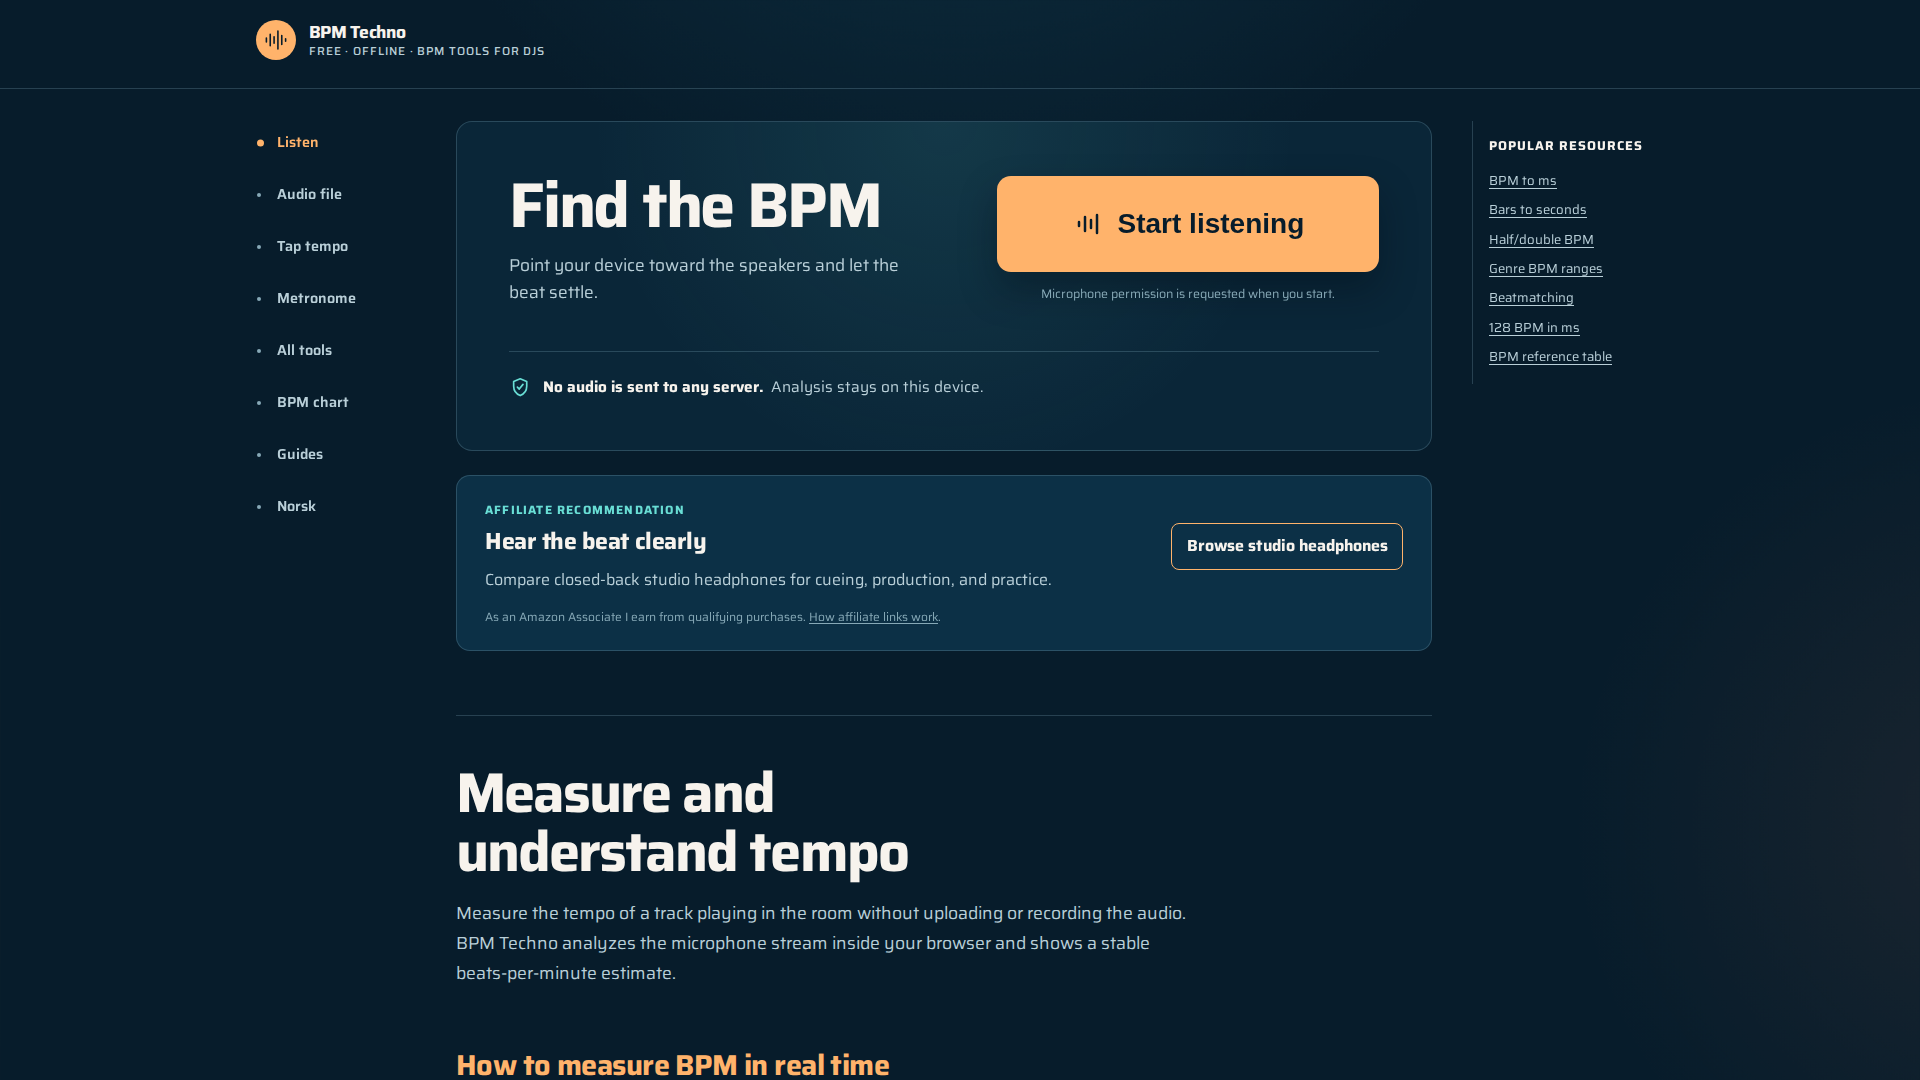 BPM Techno
FREE · OFFLINE · BPM TOOLS FOR DJS
Listen
Audio file
Tap tempo
Metronome
All tools
BPM chart
Guides
Norsk
Find the BPM
Point your device toward the speakers and let the
beat settle.
Start listening
Microphone permission is requested when you start.
No audio is sent to any server. Analysis stays on this device.
AFFILIATE RECOMMENDATION
Hear the beat clearly
Compare closed-back studio headphones for cueing, production, and practice.
As an Amazon Associate I earn from qualifying purchases. How affiliate links work.
Browse studio headphones
POPULAR RESOURCES
BPM to ms
Bars to seconds
Half/double BPM
Genre BPM ranges
Beatmatching
128 BPM in ms
BPM reference table
Measure and
understand tempo
Measure the tempo of a track playing in the room without uploading or recording the audio.
BPM Techno analyzes the microphone stream inside your browser and shows a stable
beats-per-minute estimate.
How to measure BPM in real time